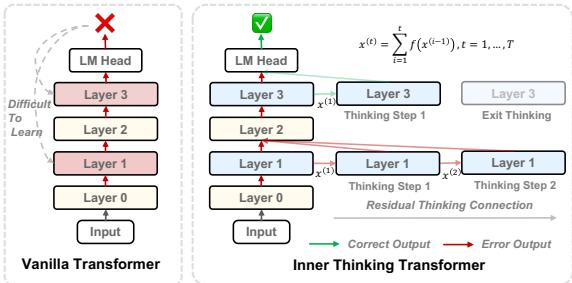 LM Head
Difficult
To
Learn
Layer 3
Layer 2
Layer 1
Layer 0
Input
Vanilla Transformer
x^{(t)} = \sum_{i=1}^{t} f(x^{(i-1)}), t = 1, ..., T
LM Head
Layer 3
x^{(1)}
Layer 3
Thinking Step 1
Layer 3
Exit Thinking
Layer 2
Layer 1
x^{(1)}
Layer 1
Thinking Step 1
x^{(2)}
Layer 1
Thinking Step 2
Layer 0
Residual Thinking Connection
Input
Correct Output
Error Output
Inner Thinking Transformer